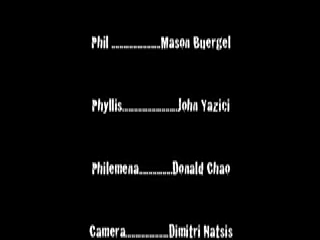 Phil ....................Mason Buergel
Phyllis.......................John Yazici
Philemena..............Donald Chao
Camera..................Dimitri Natsis